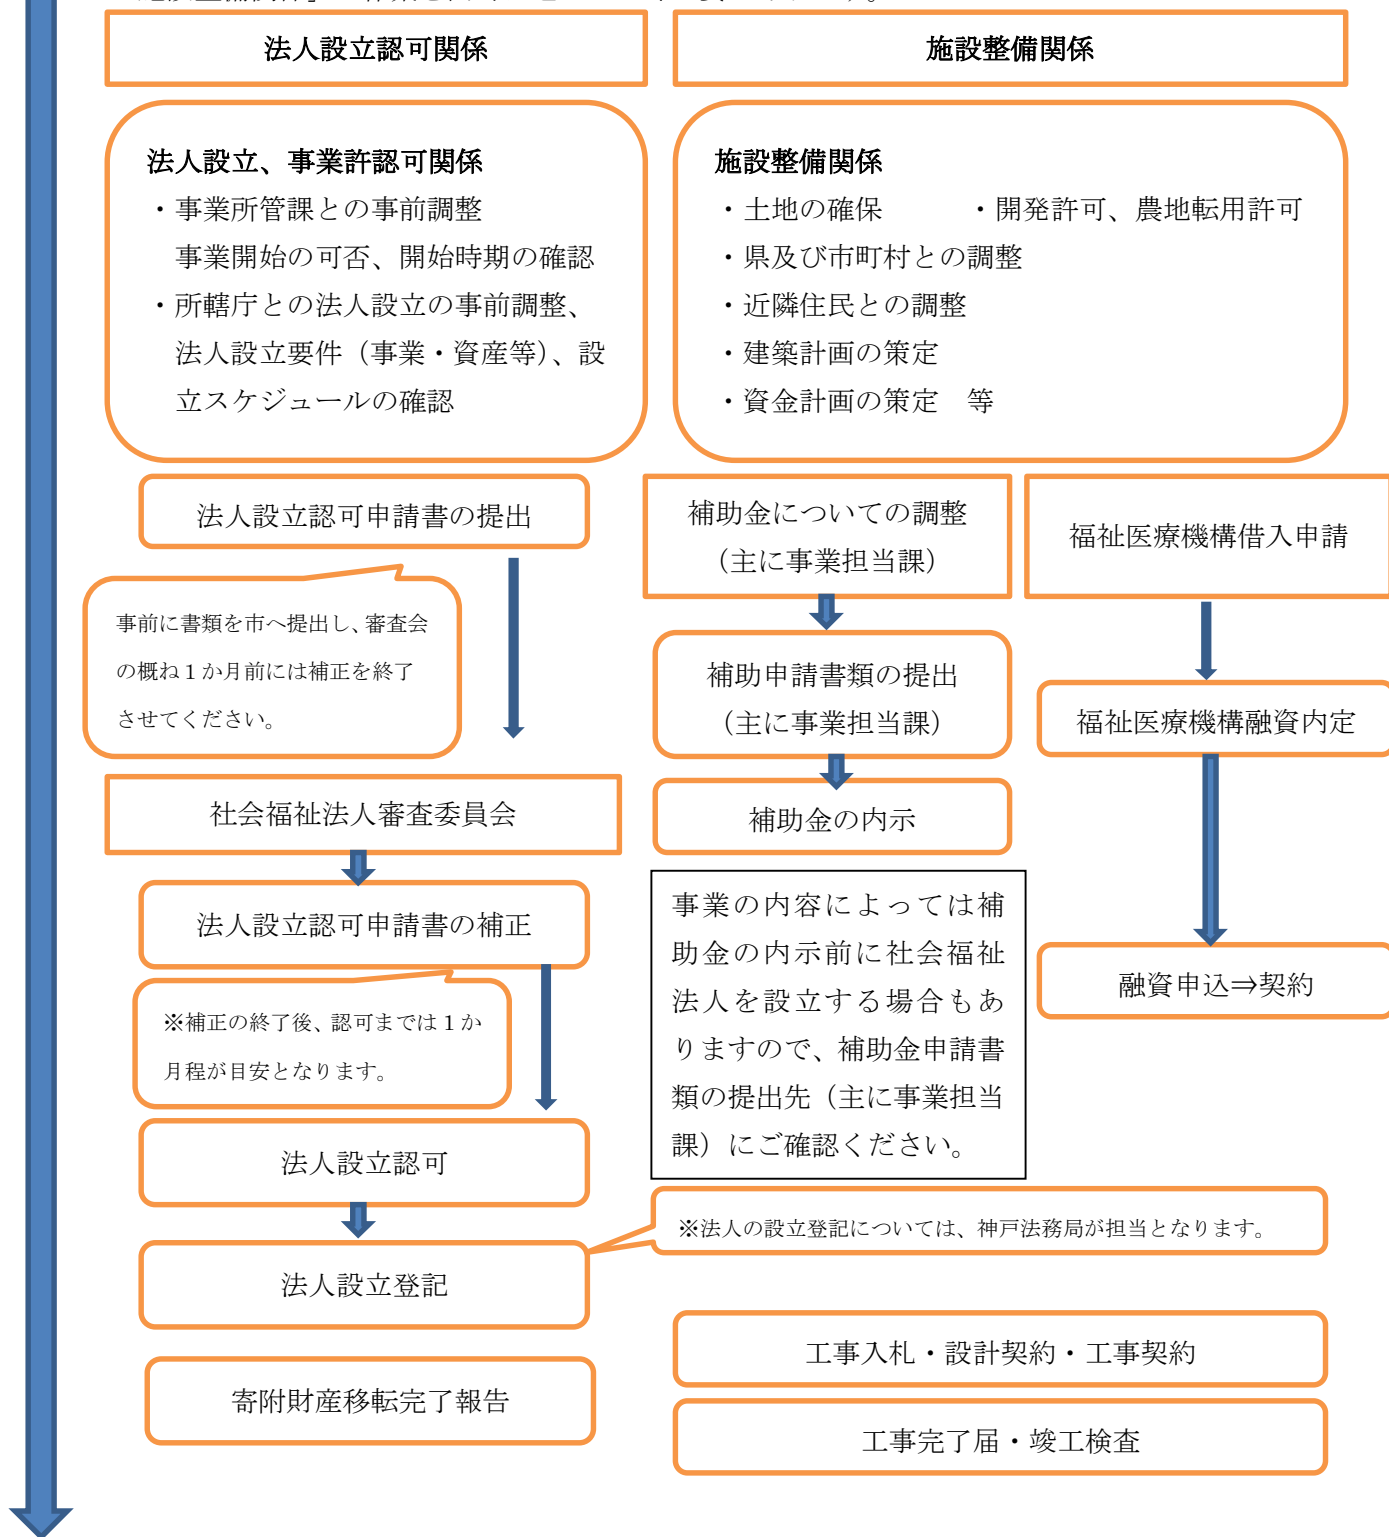 法人設立認可関係
施設整備関係
法人設立、事業許認可関係
・事業所管課との事前調整
事業開始の可否、開始時期の確認
・所轄庁との法人設立の事前調整、
法人設立要件（事業・資産等）、設
立スケジュールの確認
施設整備関係
・土地の確保　　　・開発許可、農地転用許可
・県及び市町村との調整
・近隣住民との調整
・建築計画の策定
・資金計画の策定　等
法人設立認可申請書の提出
事前に書類を市へ提出し、審査会
の概ね１か月前には補正を終了
させてください。
社会福祉法人審査委員会
法人設立認可申請書の補正
※補正の終了後、認可までは１か
月程が目安となります。
法人設立認可
法人設立登記
寄附財産移転完了報告
補助金についての調整
（主に事業担当課）
補助申請書類の提出
（主に事業担当課）
補助金の内示
事業の内容によっては補
助金の内示前に社会福祉
法人を設立する場合もあ
りますので、補助金申請書
類の提出先（主に事業担当
課）にご確認ください。
福祉医療機構借入申請
福祉医療機構融資内定
融資申込⇒契約
※法人の設立登記については、神戸法務局が担当となります。
工事入札・設計契約・工事契約
工事完了届・竣工検査